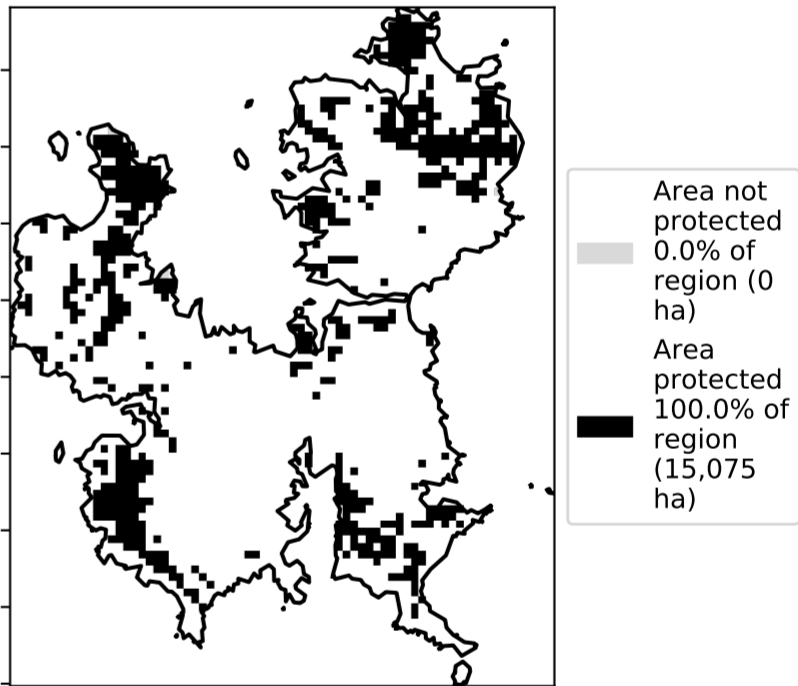 Area not
protected
0.0% of
region (0
ha)
Area
protected
100.0% of
region
(15,075
ha)